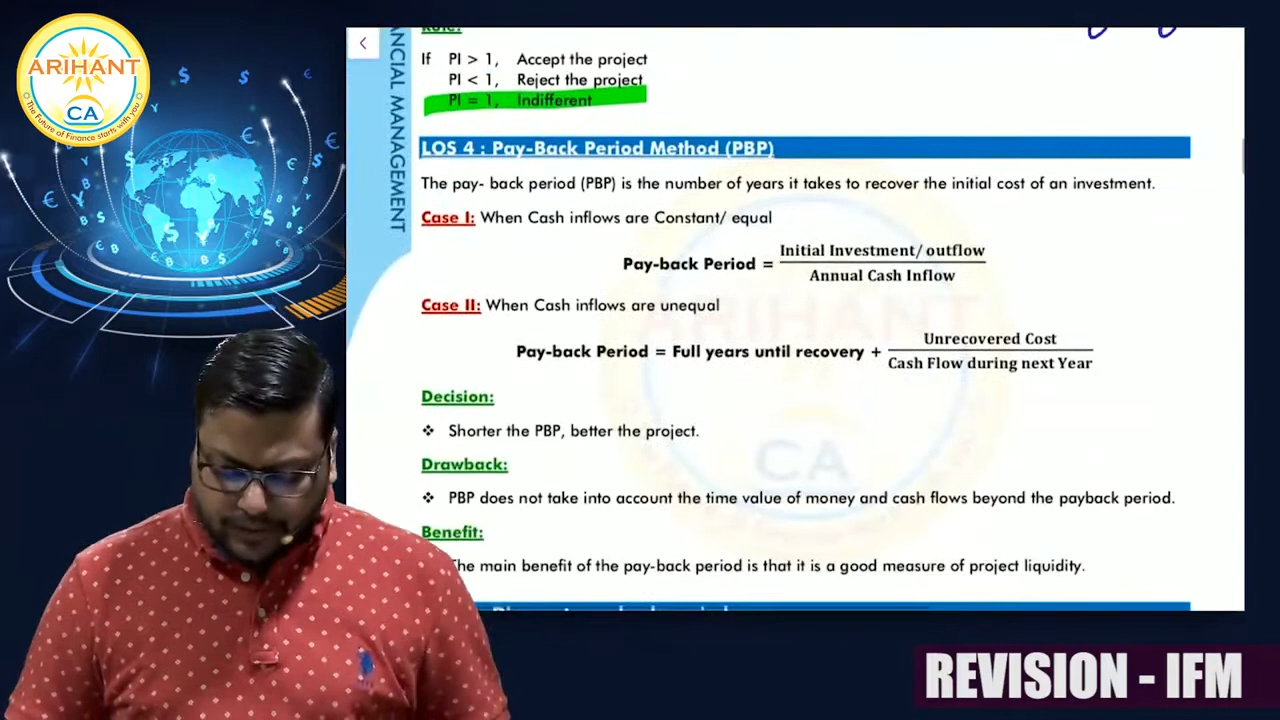 ARIHANT
CA
The Future of Finance starts with you
NCIAL MANAGEMENT
Rule:
If PI > 1, Accept the project
PI < 1, Reject the project
PI = 1, Indifferent
LOS 4 : Pay-Back Period Method (PBP)
The pay- back period (PBP) is the number of years it takes to recover the initial cost of an investment.
Case I: When Cash inflows are Constant/ equal
Pay-back Period = Initial Investment/ outflow
Annual Cash Inflow
Case II: When Cash inflows are unequal
Pay-back Period = Full years until recovery + Unrecovered Cost
Cash Flow during next Year
Decision:
❖ Shorter the PBP, better the project.
Drawback:
❖ PBP does not take into account the time value of money and cash flows beyond the payback period.
Benefit:
The main benefit of the pay-back period is that it is a good measure of project liquidity.
ARIHANT
CA
REVISION - IFM